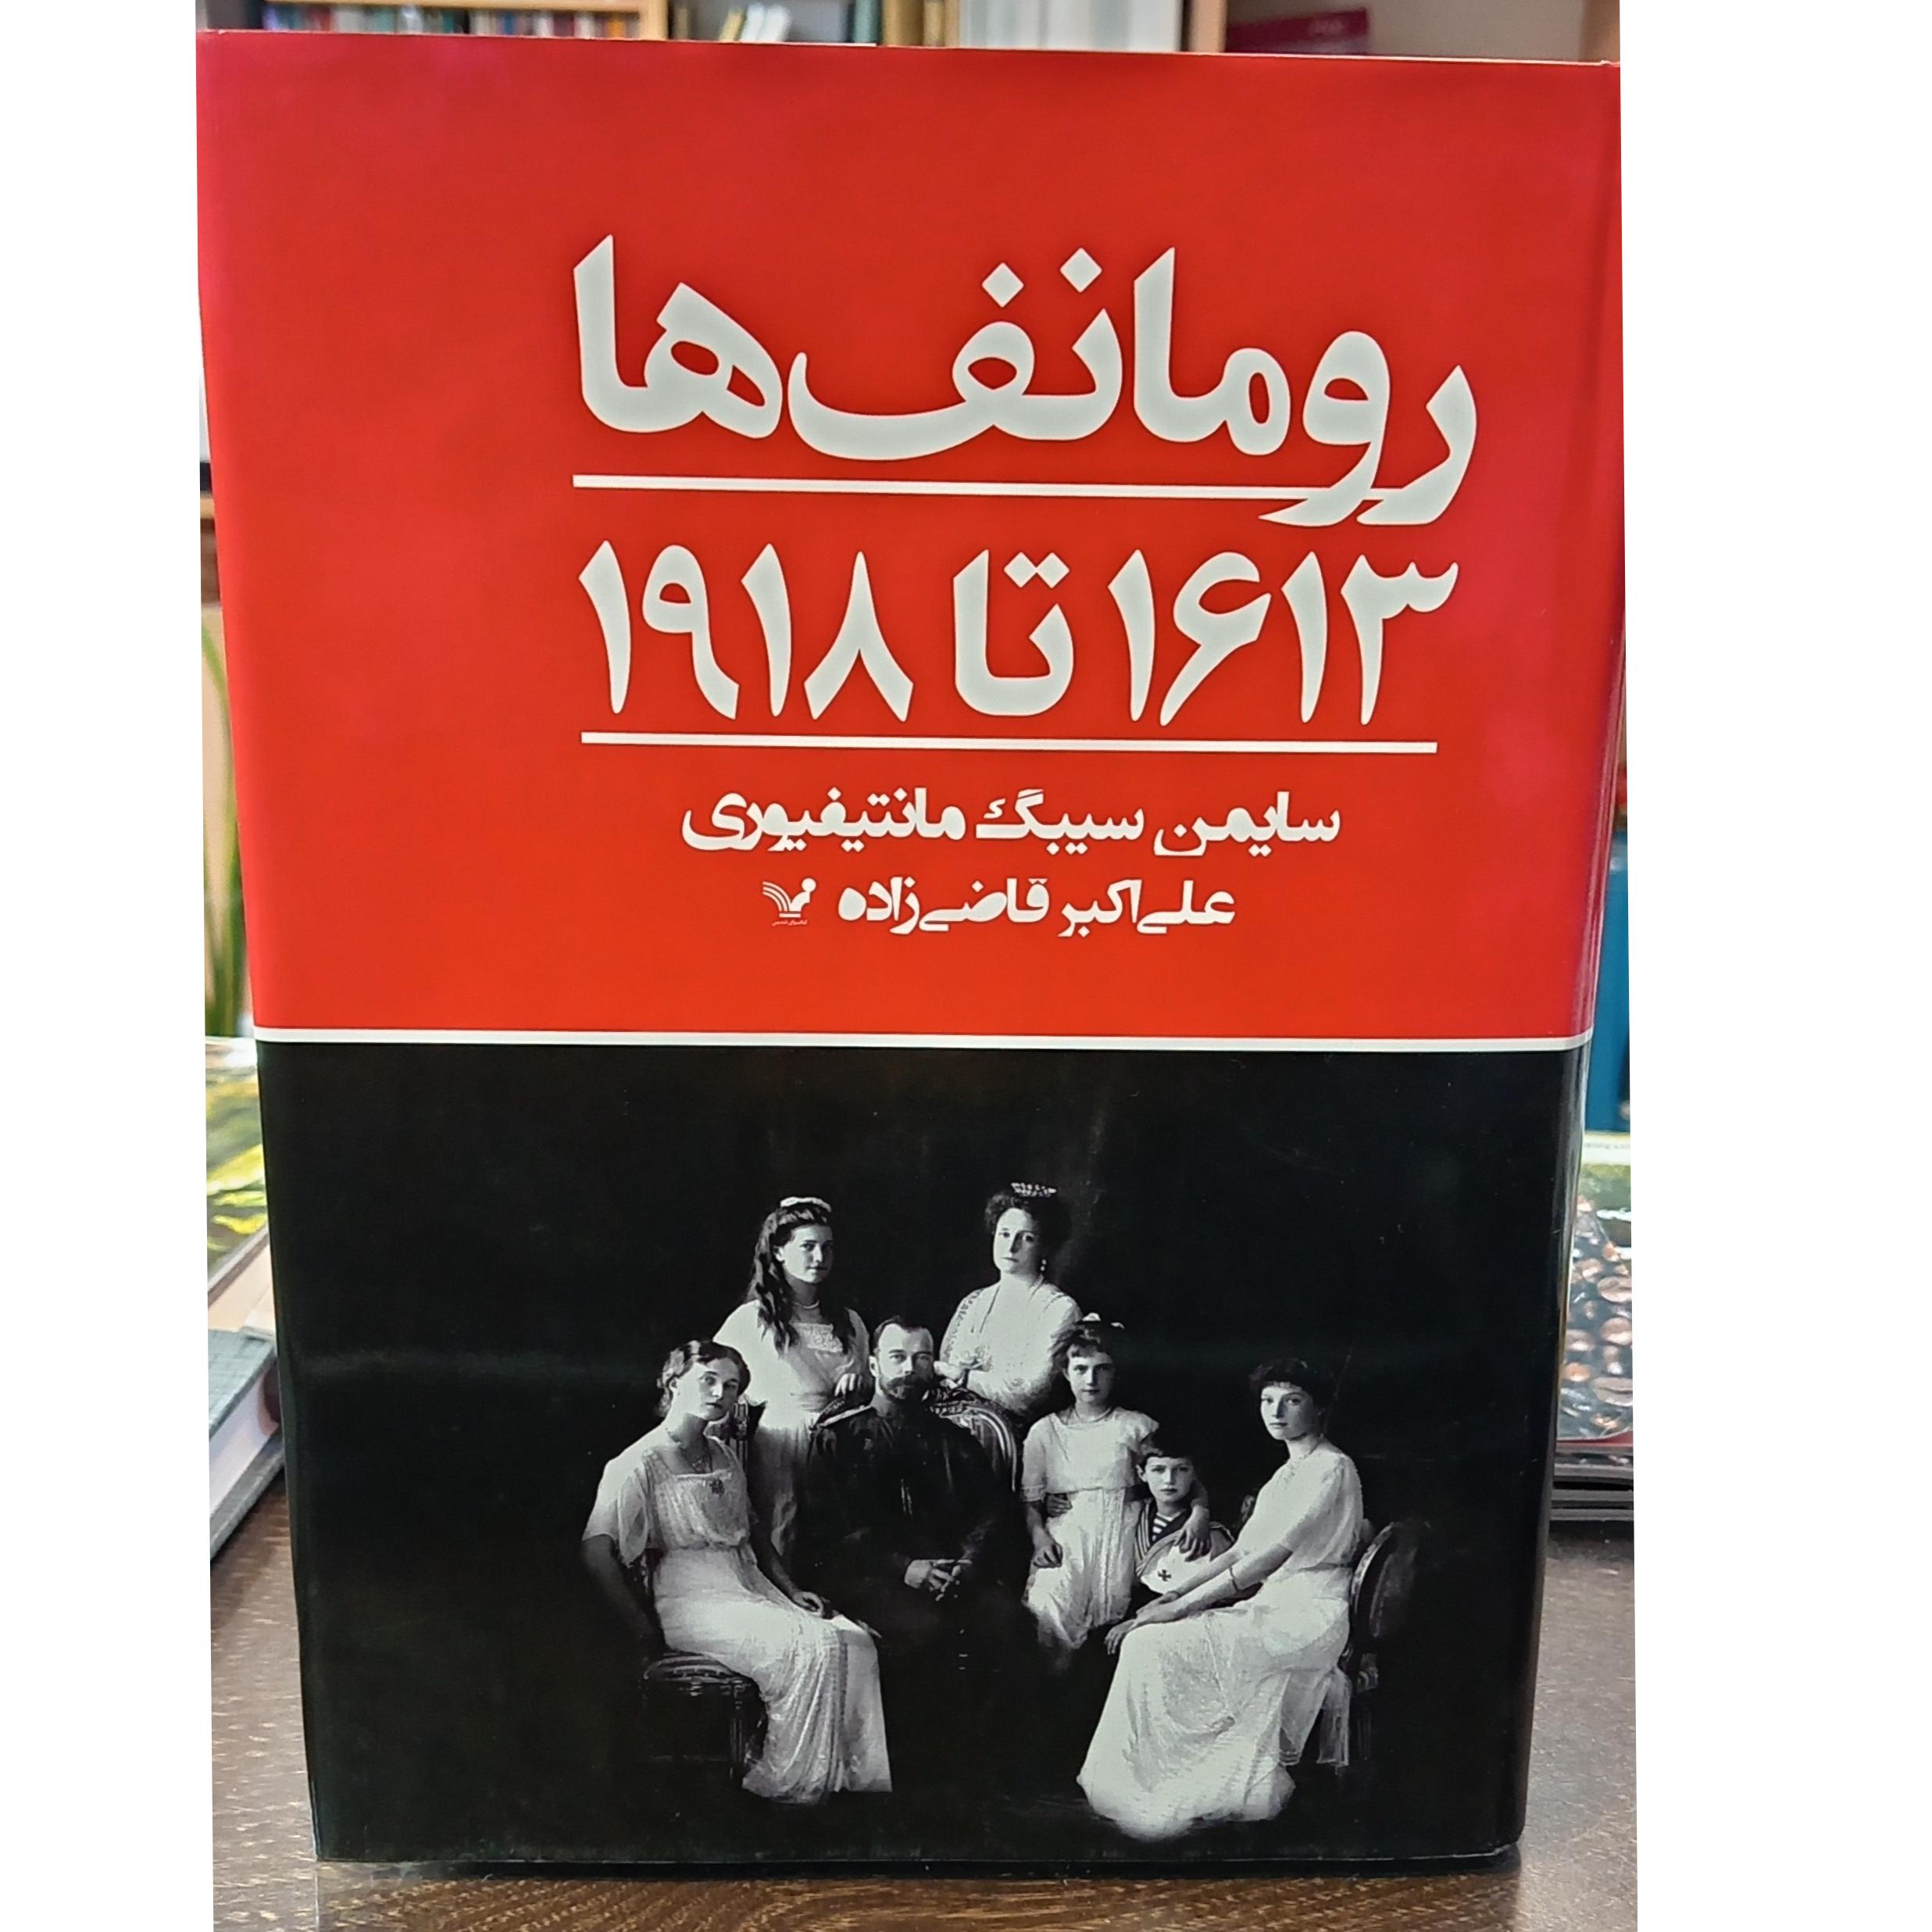 رومانف‌ها
۱۶۱۳ تا ۱۹۱۸
سایمن سیبگ مانتیفیوری
علی‌اکبر قاضی‌زاده